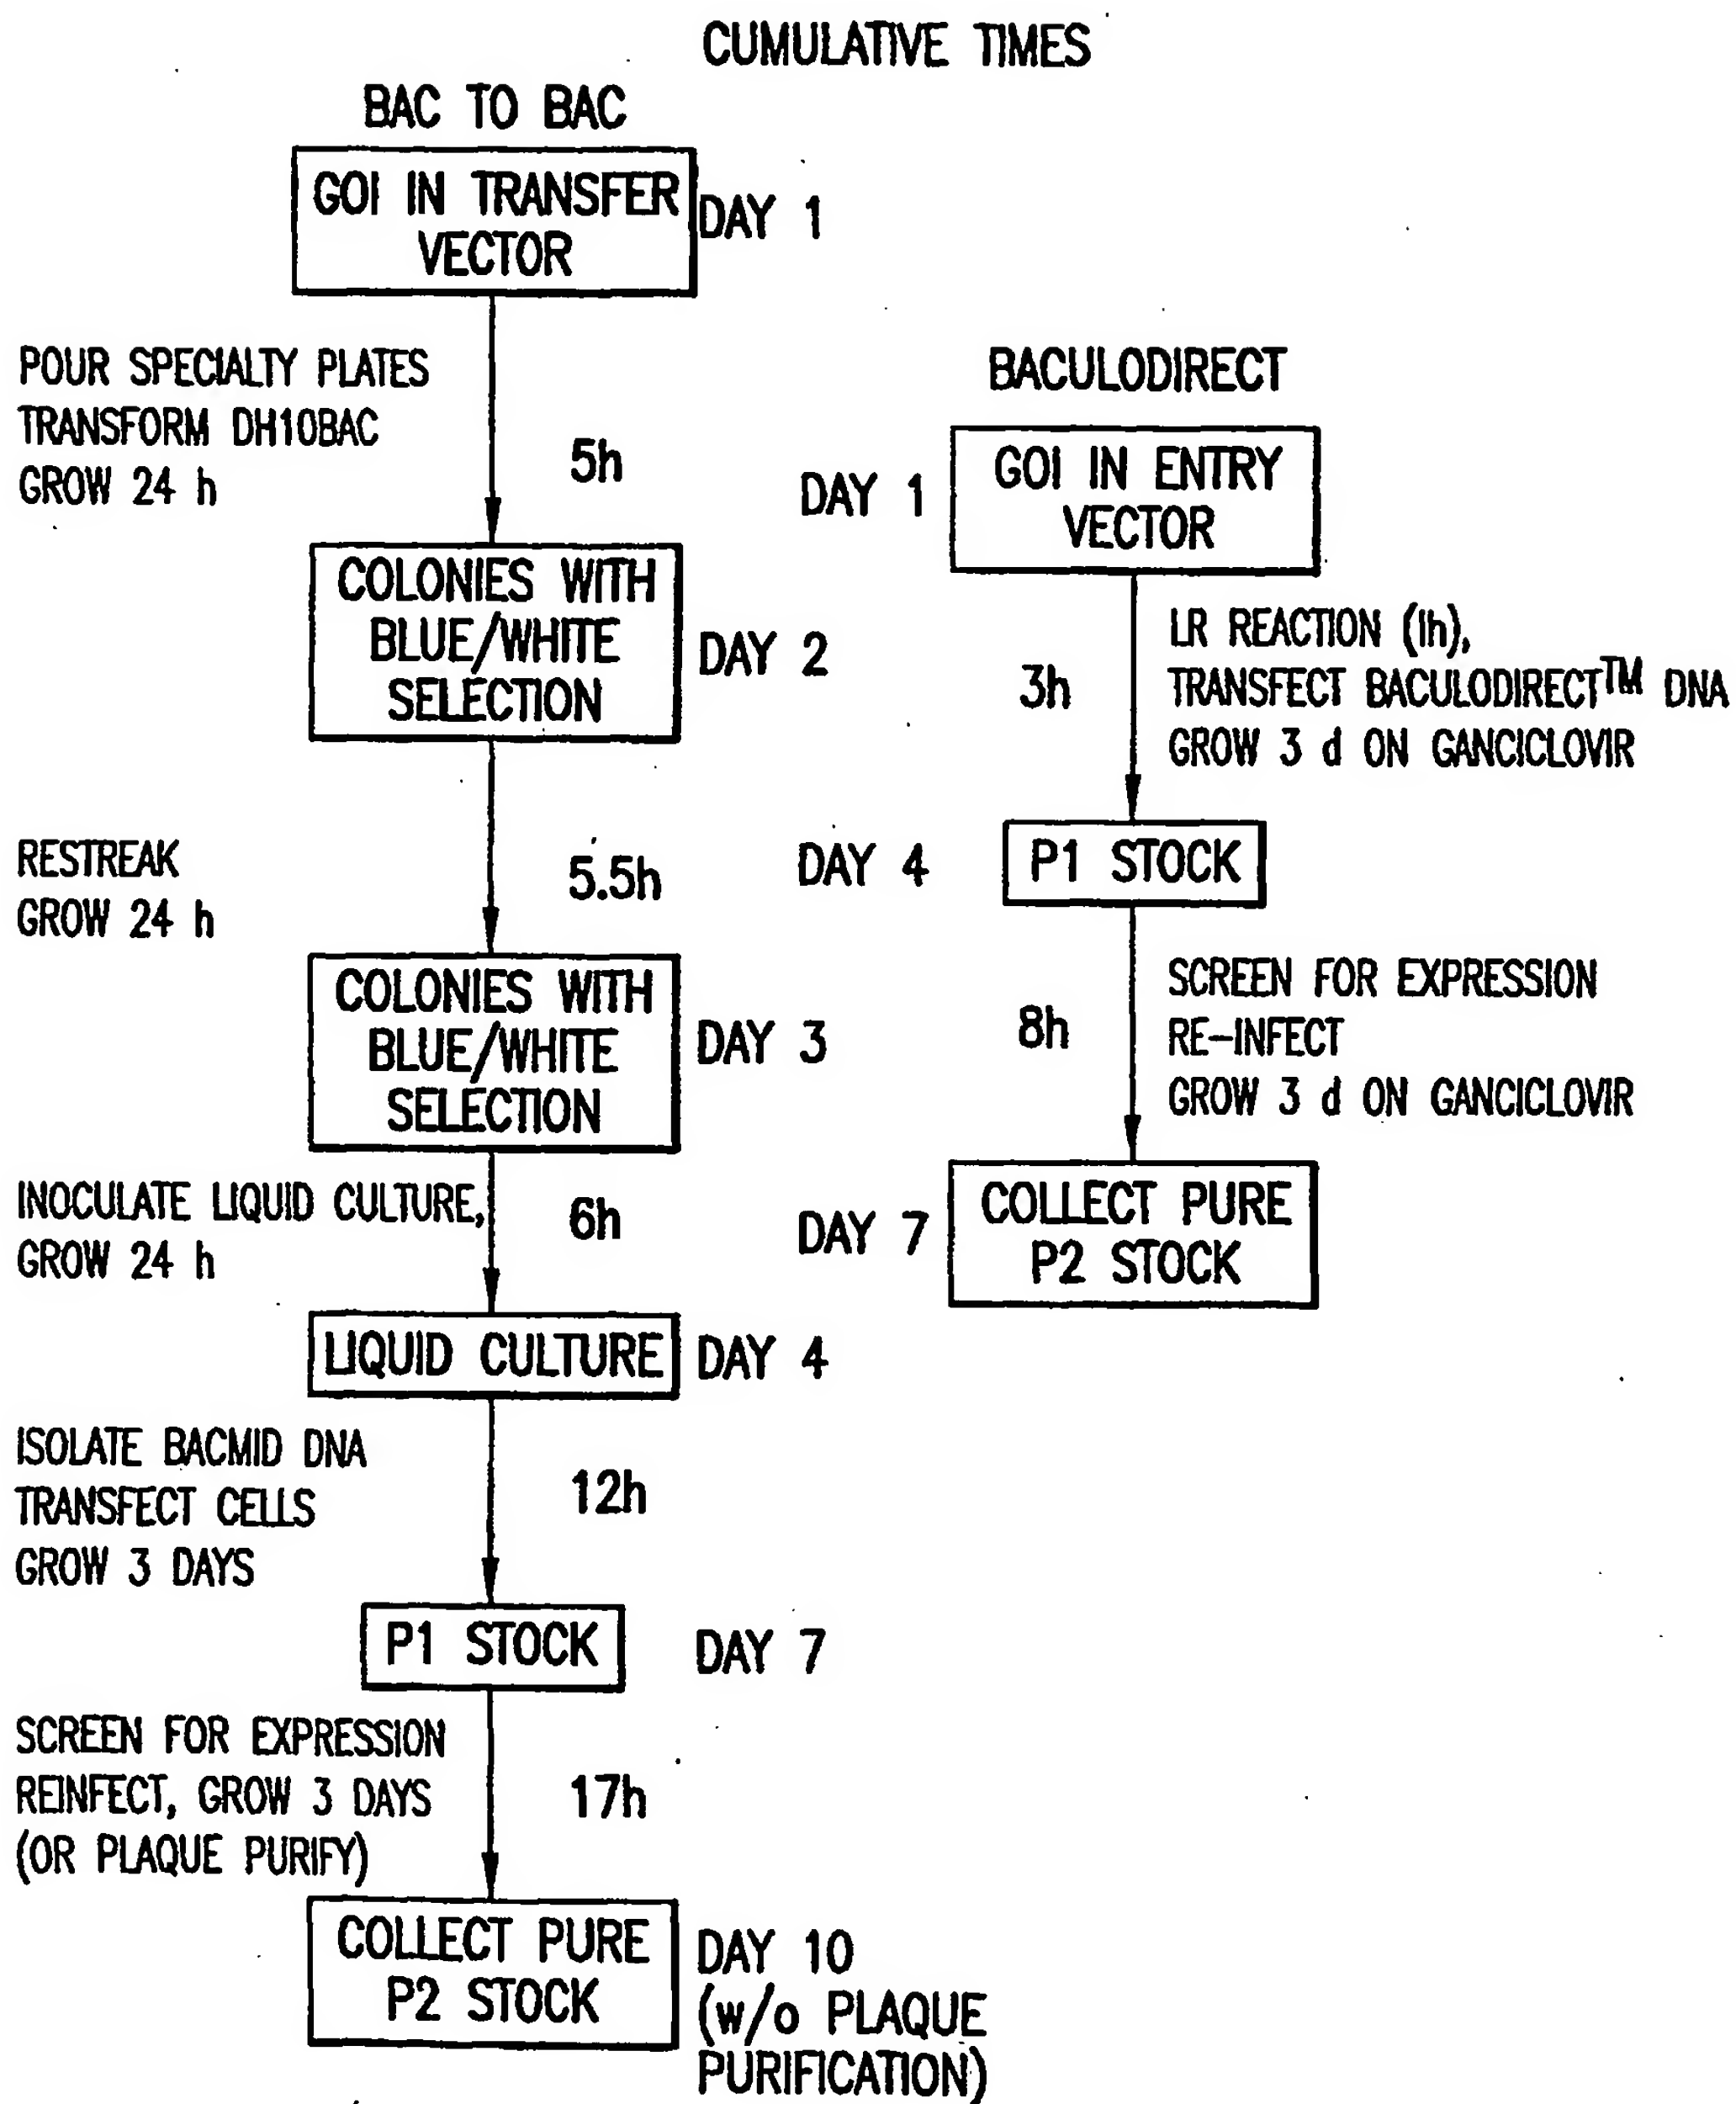 CUMULATIVE TIMES
BAC TO BAC
GOI IN TRANSFER
VECTOR
DAY 1
POUR SPECIALTY PLATES
TRANSFORM DH10BAC
GROW 24 h
5h
COLONIES WITH
BLUE/WHITE
SELECTION
DAY 2
RESTREAK
GROW 24 h
5.5h
COLONIES WITH
BLUE/WHITE
SELECTION
DAY 3
INOCULATE LIQUID CULTURE,
GROW 24 h
6h
LIQUID CULTURE
DAY 4
ISOLATE BACMID DNA
TRANSFECT CELLS
GROW 3 DAYS
12h
P1 STOCK
DAY 7
SCREEN FOR EXPRESSION
REINFECT, GROW 3 DAYS
(OR PLAQUE PURIFY)
17h
COLLECT PURE
P2 STOCK
DAY 10
(w/o PLAQUE
PURIFICATION)
BACULODIRECT
DAY 1
GOI IN ENTRY
VECTOR
3h
LR REACTION (1h),
TRANSFECT BACULODIRECT™ DNA
GROW 3 d ON GANCICLOVIR
DAY 4
P1 STOCK
8h
SCREEN FOR EXPRESSION
RE-INFECT
GROW 3 d ON GANCICLOVIR
DAY 7
COLLECT PURE
P2 STOCK